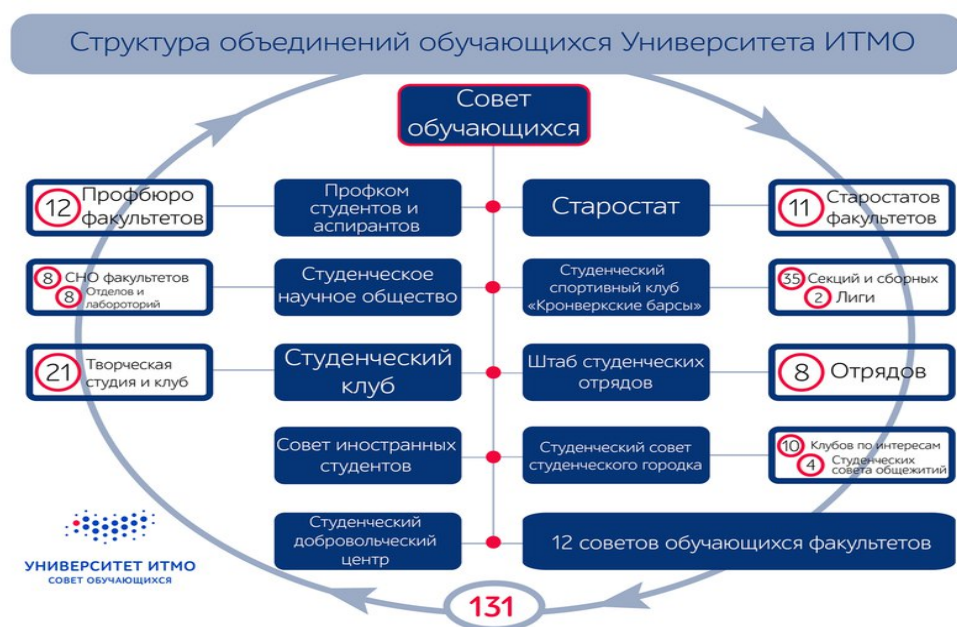 Структура объединений обучающихся Университета ИТМО
Совет
обучающихся
12 Профбюро
факультетов
Профком
студентов и
аспирантов
Старостат
11 Старостатов
факультетов
8 СНО факультетов
8 Отделов и
лабороторий
Студенческое
научное общество
Студенческий
спортивный клуб
«Кронверкские барсы»
35 Секций и сборных
2 Лиги
21 Творческая
студия и клуб
Студенческий
клуб
Штаб студенческих
отрядов
8 Отрядов
Совет иностранных
студентов
Студенческий совет
студенческого городка
10 Клубов по интересам
4 Студенческих
совета общежитий
Студенческий
добровольческий
центр
12 советов обучающихся факультетов
УНИВЕРСИТЕТ ИТМО
СОВЕТ ОБУЧАЮЩИХСЯ
131